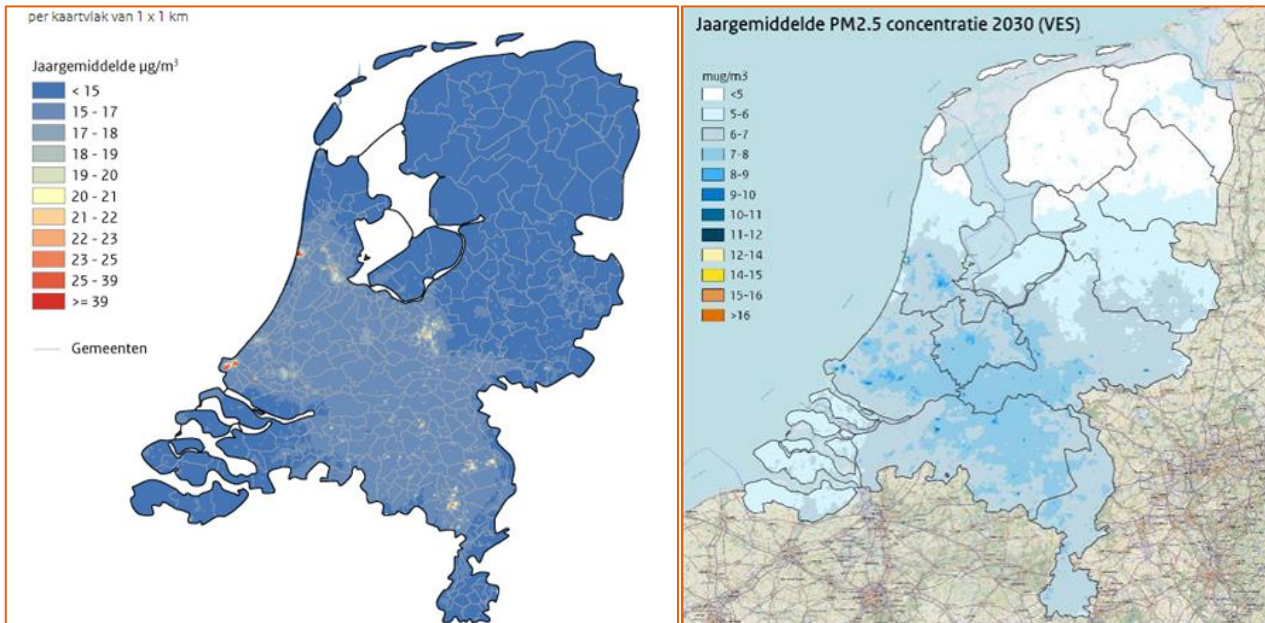 per kaartvlak van 1 x 1 km
Jaargemiddelde µg/m³
< 15
15 - 17
17 - 18
18 - 19
19 - 20
20 - 21
21 - 22
22 - 23
23 - 25
25 - 39
>= 39
Gemeenten
Jaargemiddelde PM2.5 concentratie 2030 (VES)
mug/m3
<5
5-6
6-7
7-8
8-9
9-10
10-11
11-12
12-14
14-15
15-16
>16